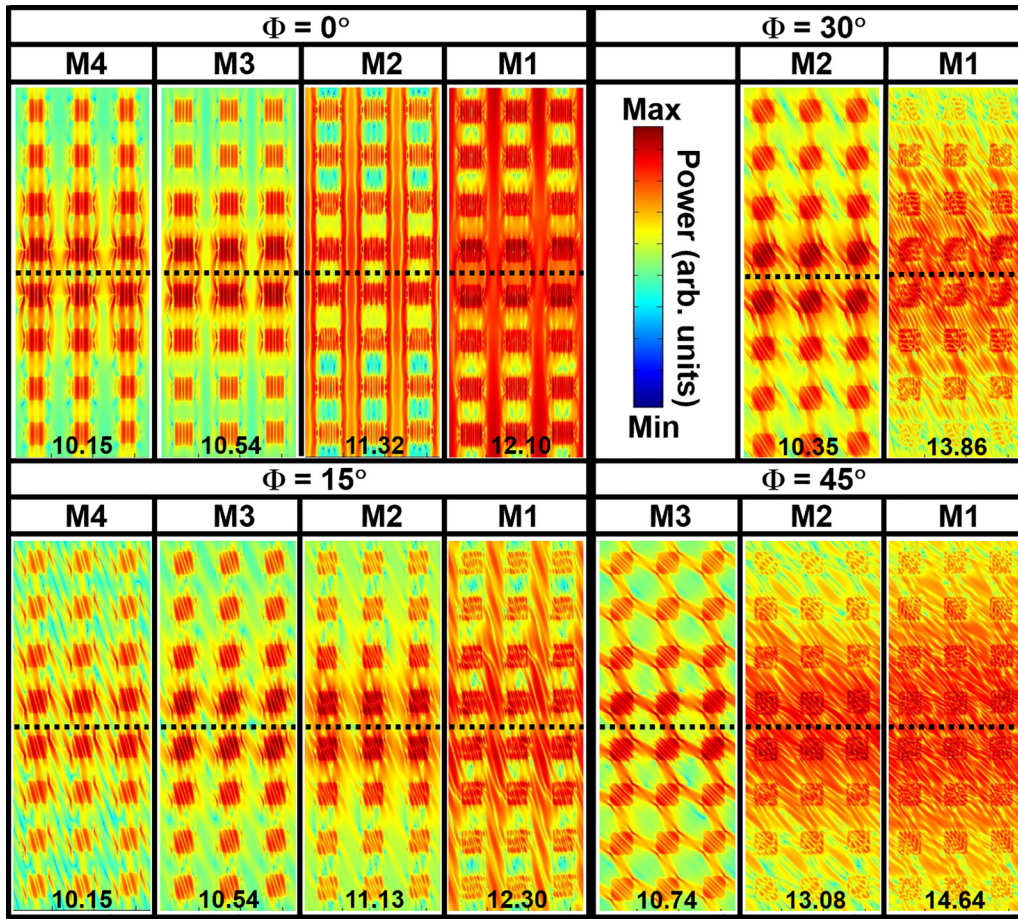 Φ = 0° Φ = 30°
M4 M3 M2 M1 M2 M1
Max
Power (arb. units)
Min
10.15 10.54 11.32 12.10 10.35 13.86
Φ = 15° Φ = 45°
M4 M3 M2 M1 M3 M2 M1
10.15 10.54 11.13 12.30 10.74 13.08 14.64